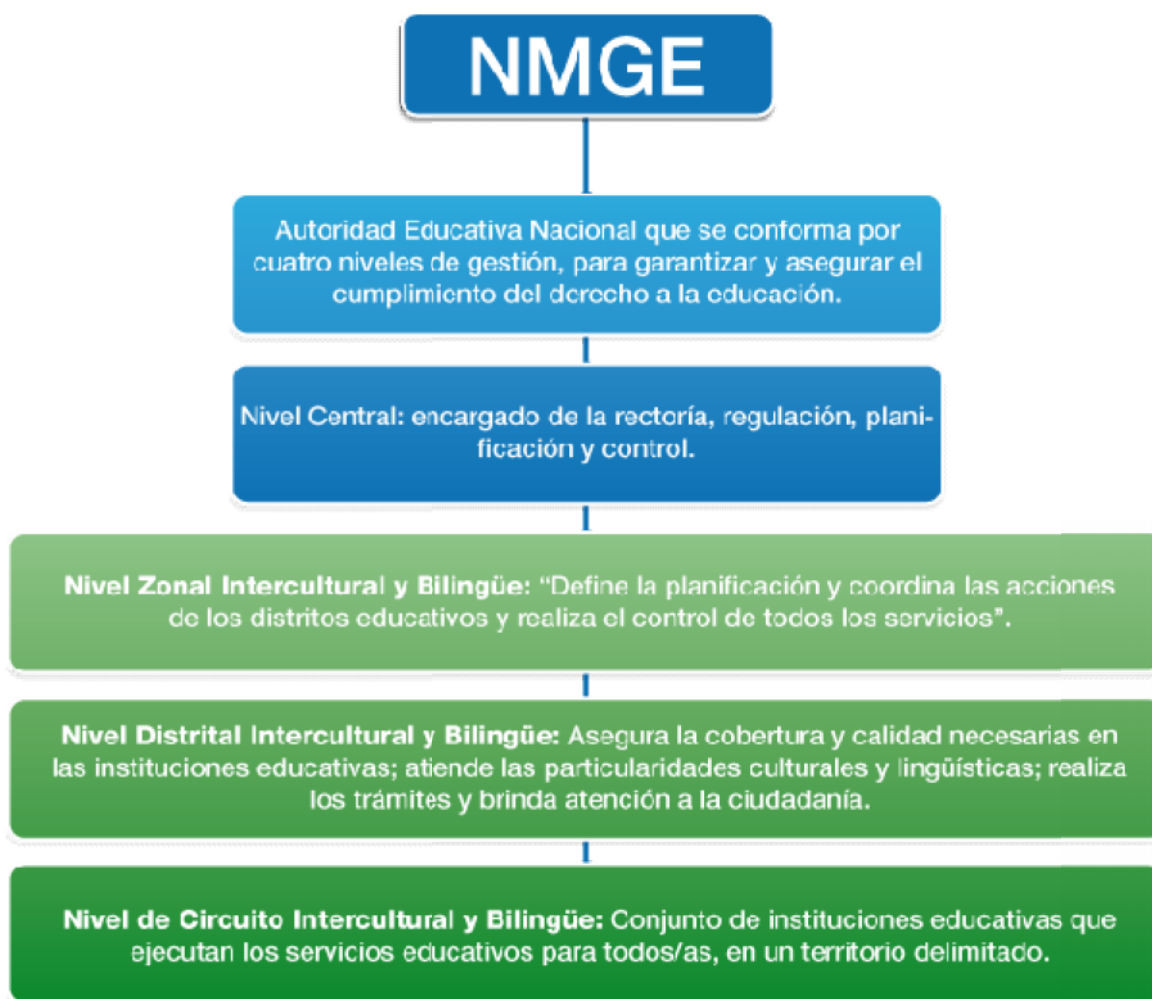 NMGE
Autoridad Educativa Nacional que se conforma por
cuatro niveles de gestión, para garantizar y asegurar el
cumplimiento del derecho a la educación.
Nivel Central: encargado de la rectoría, regulación, plani-
ficación y control.
Nivel Zonal Intercultural y Bilingüe: “Define la planificación y coordina las acciones
de los distritos educativos y realiza el control de todos los servicios”.
Nivel Distrital Intercultural y Bilingüe: Asegura la cobertura y calidad necesarias en
las instituciones educativas; atiende las particularidades culturales y lingüísticas; realiza
los trámites y brinda atención a la ciudadanía.
Nivel de Circuito Intercultural y Bilingüe: Conjunto de instituciones educativas que
ejecutan los servicios educativos para todos/as, en un territorio delimitado.